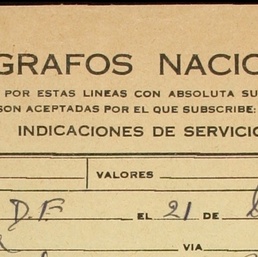 GRAFOS NACIO
POR ESTAS LINEAS CON ABSOLUTA SU
SON ACEPTADAS POR EL QUE SUBSCRIBE:
INDICACIONES DE SERVICIO
VALORES
D.F. EL 21 DE
VIA